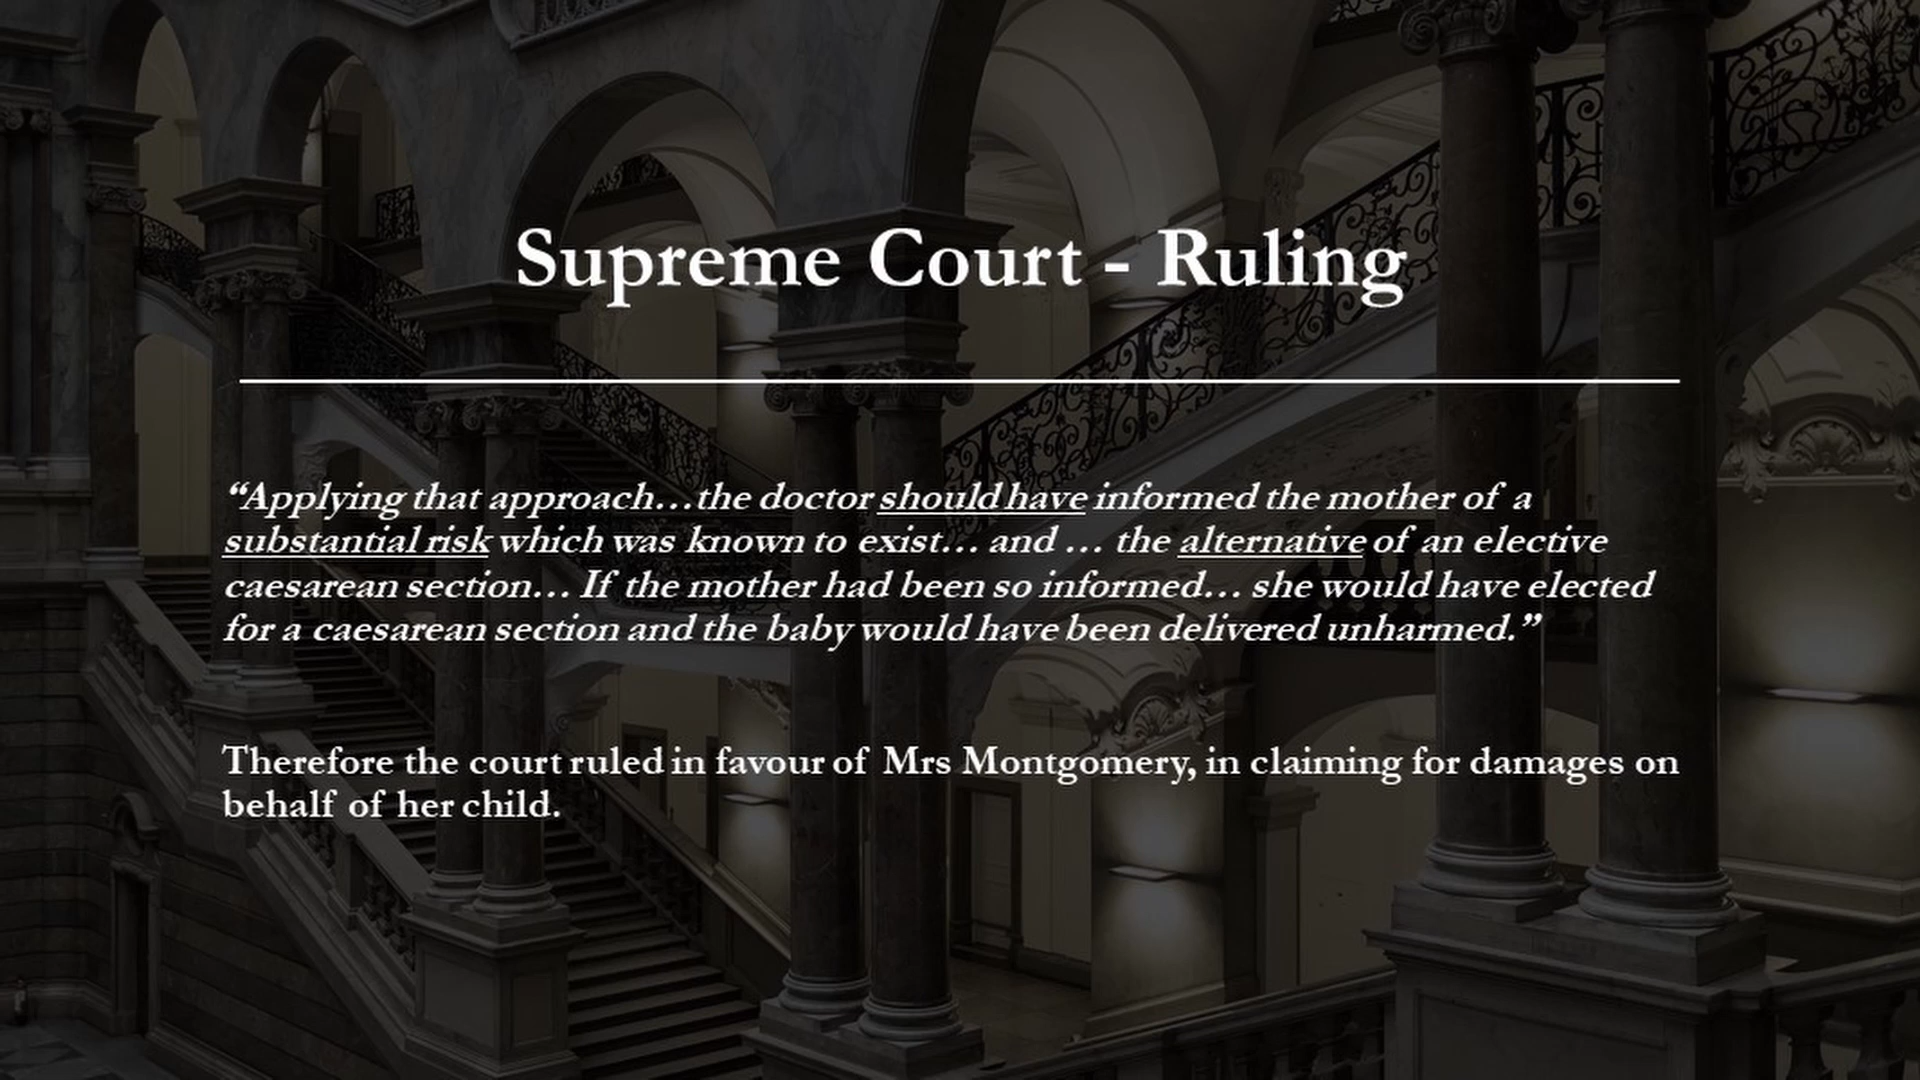 Supreme Court - Ruling
“Applying that approach…the doctor should have informed the mother of a
substantial risk which was known to exist… and … the alternative of an elective
caesarean section… If the mother had been so informed… she would have elected
for a caesarean section and the baby would have been delivered unharmed.”
Therefore the court ruled in favour of Mrs Montgomery, in claiming for damages on
behalf of her child.